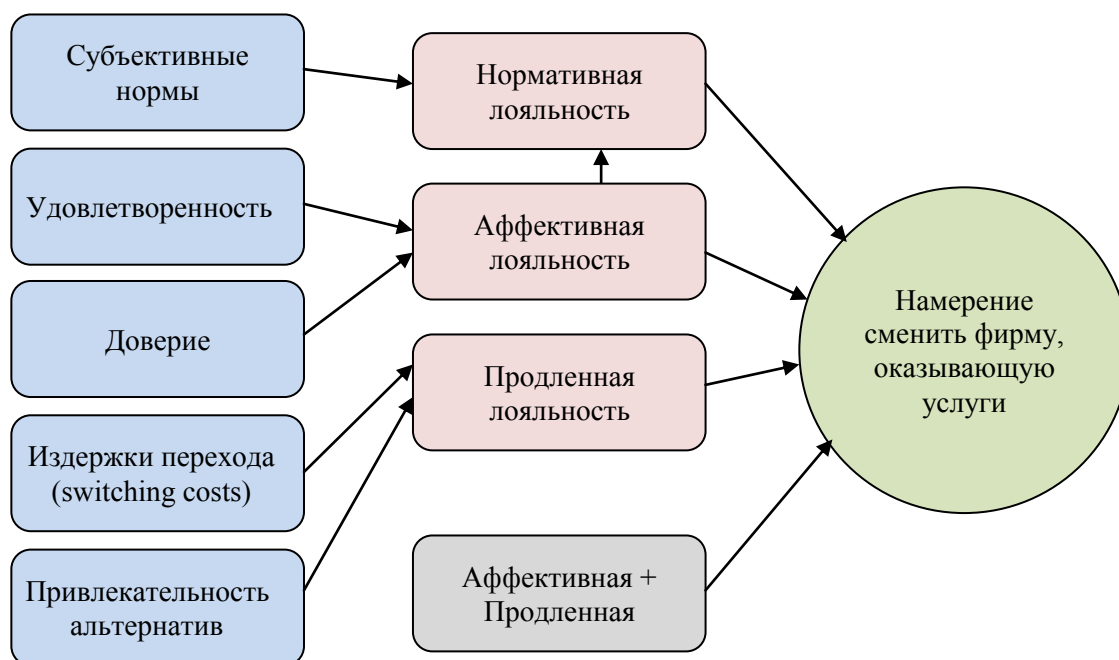 Субъективные
нормы
Удовлетворенность
Доверие
Издержки перехода
(switching costs)
Привлекательность
альтернатив
Нормативная
лояльность
Аффективная
лояльность
Продленная
лояльность
Аффективная +
Продленная
Намерение
сменить фирму,
оказывающую
услуги